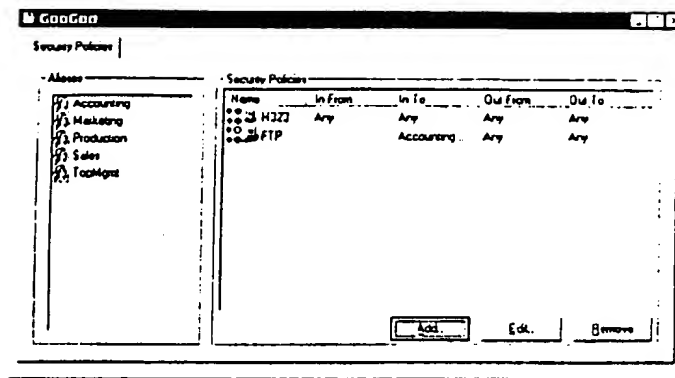 GooGoo
Security Policies
Aliases
Accounting
Marketing
Production
Sales
TopMgmt
Security Policies
Name In From In To Out From Out To
H323 Any Any Any Any
FTP Accounting.. Any Any
Add..
Edit..
Remove